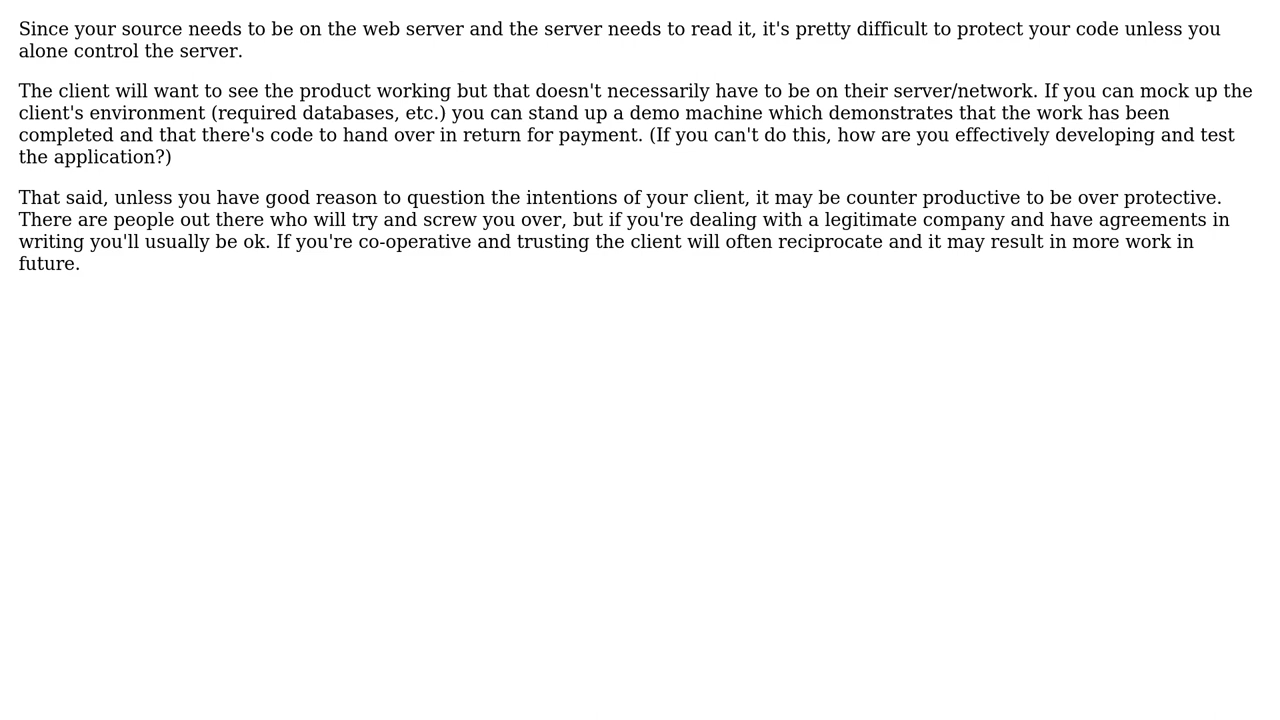 Since your source needs to be on the web server and the server needs to read it, it's pretty difficult to protect your code unless you
alone control the server.
The client will want to see the product working but that doesn't necessarily have to be on their server/network. If you can mock up the
client's environment (required databases, etc.) you can stand up a demo machine which demonstrates that the work has been
completed and that there's code to hand over in return for payment. (If you can't do this, how are you effectively developing and test
the application?)
That said, unless you have good reason to question the intentions of your client, it may be counter productive to be over protective.
There are people out there who will try and screw you over, but if you're dealing with a legitimate company and have agreements in
writing you'll usually be ok. If you're co-operative and trusting the client will often reciprocate and it may result in more work in
future.